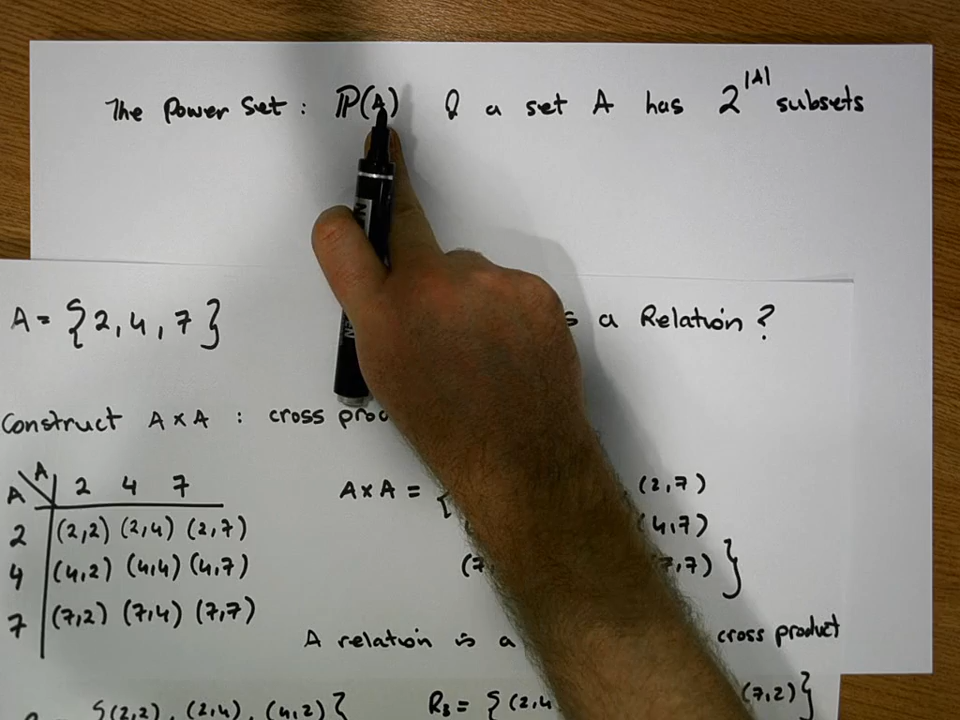 The Power Set : ℙ(A) a set A has 2^|A| subsets
A = {2, 4, 7} s a Relation ?
Construct A x A : cross
A A 2 4 7
2 (2,2) (2,4) (2,7)
4 (4,2) (4,4) (4,7)
7 (7,2) (7,4) (7,7)
A x A = { , (2,7)
(4,7)
(7, 7,7) }
A relation is a cross product
{(2,2), (2,4), (4,2)} R₃ = { (2,4 (7,2)}